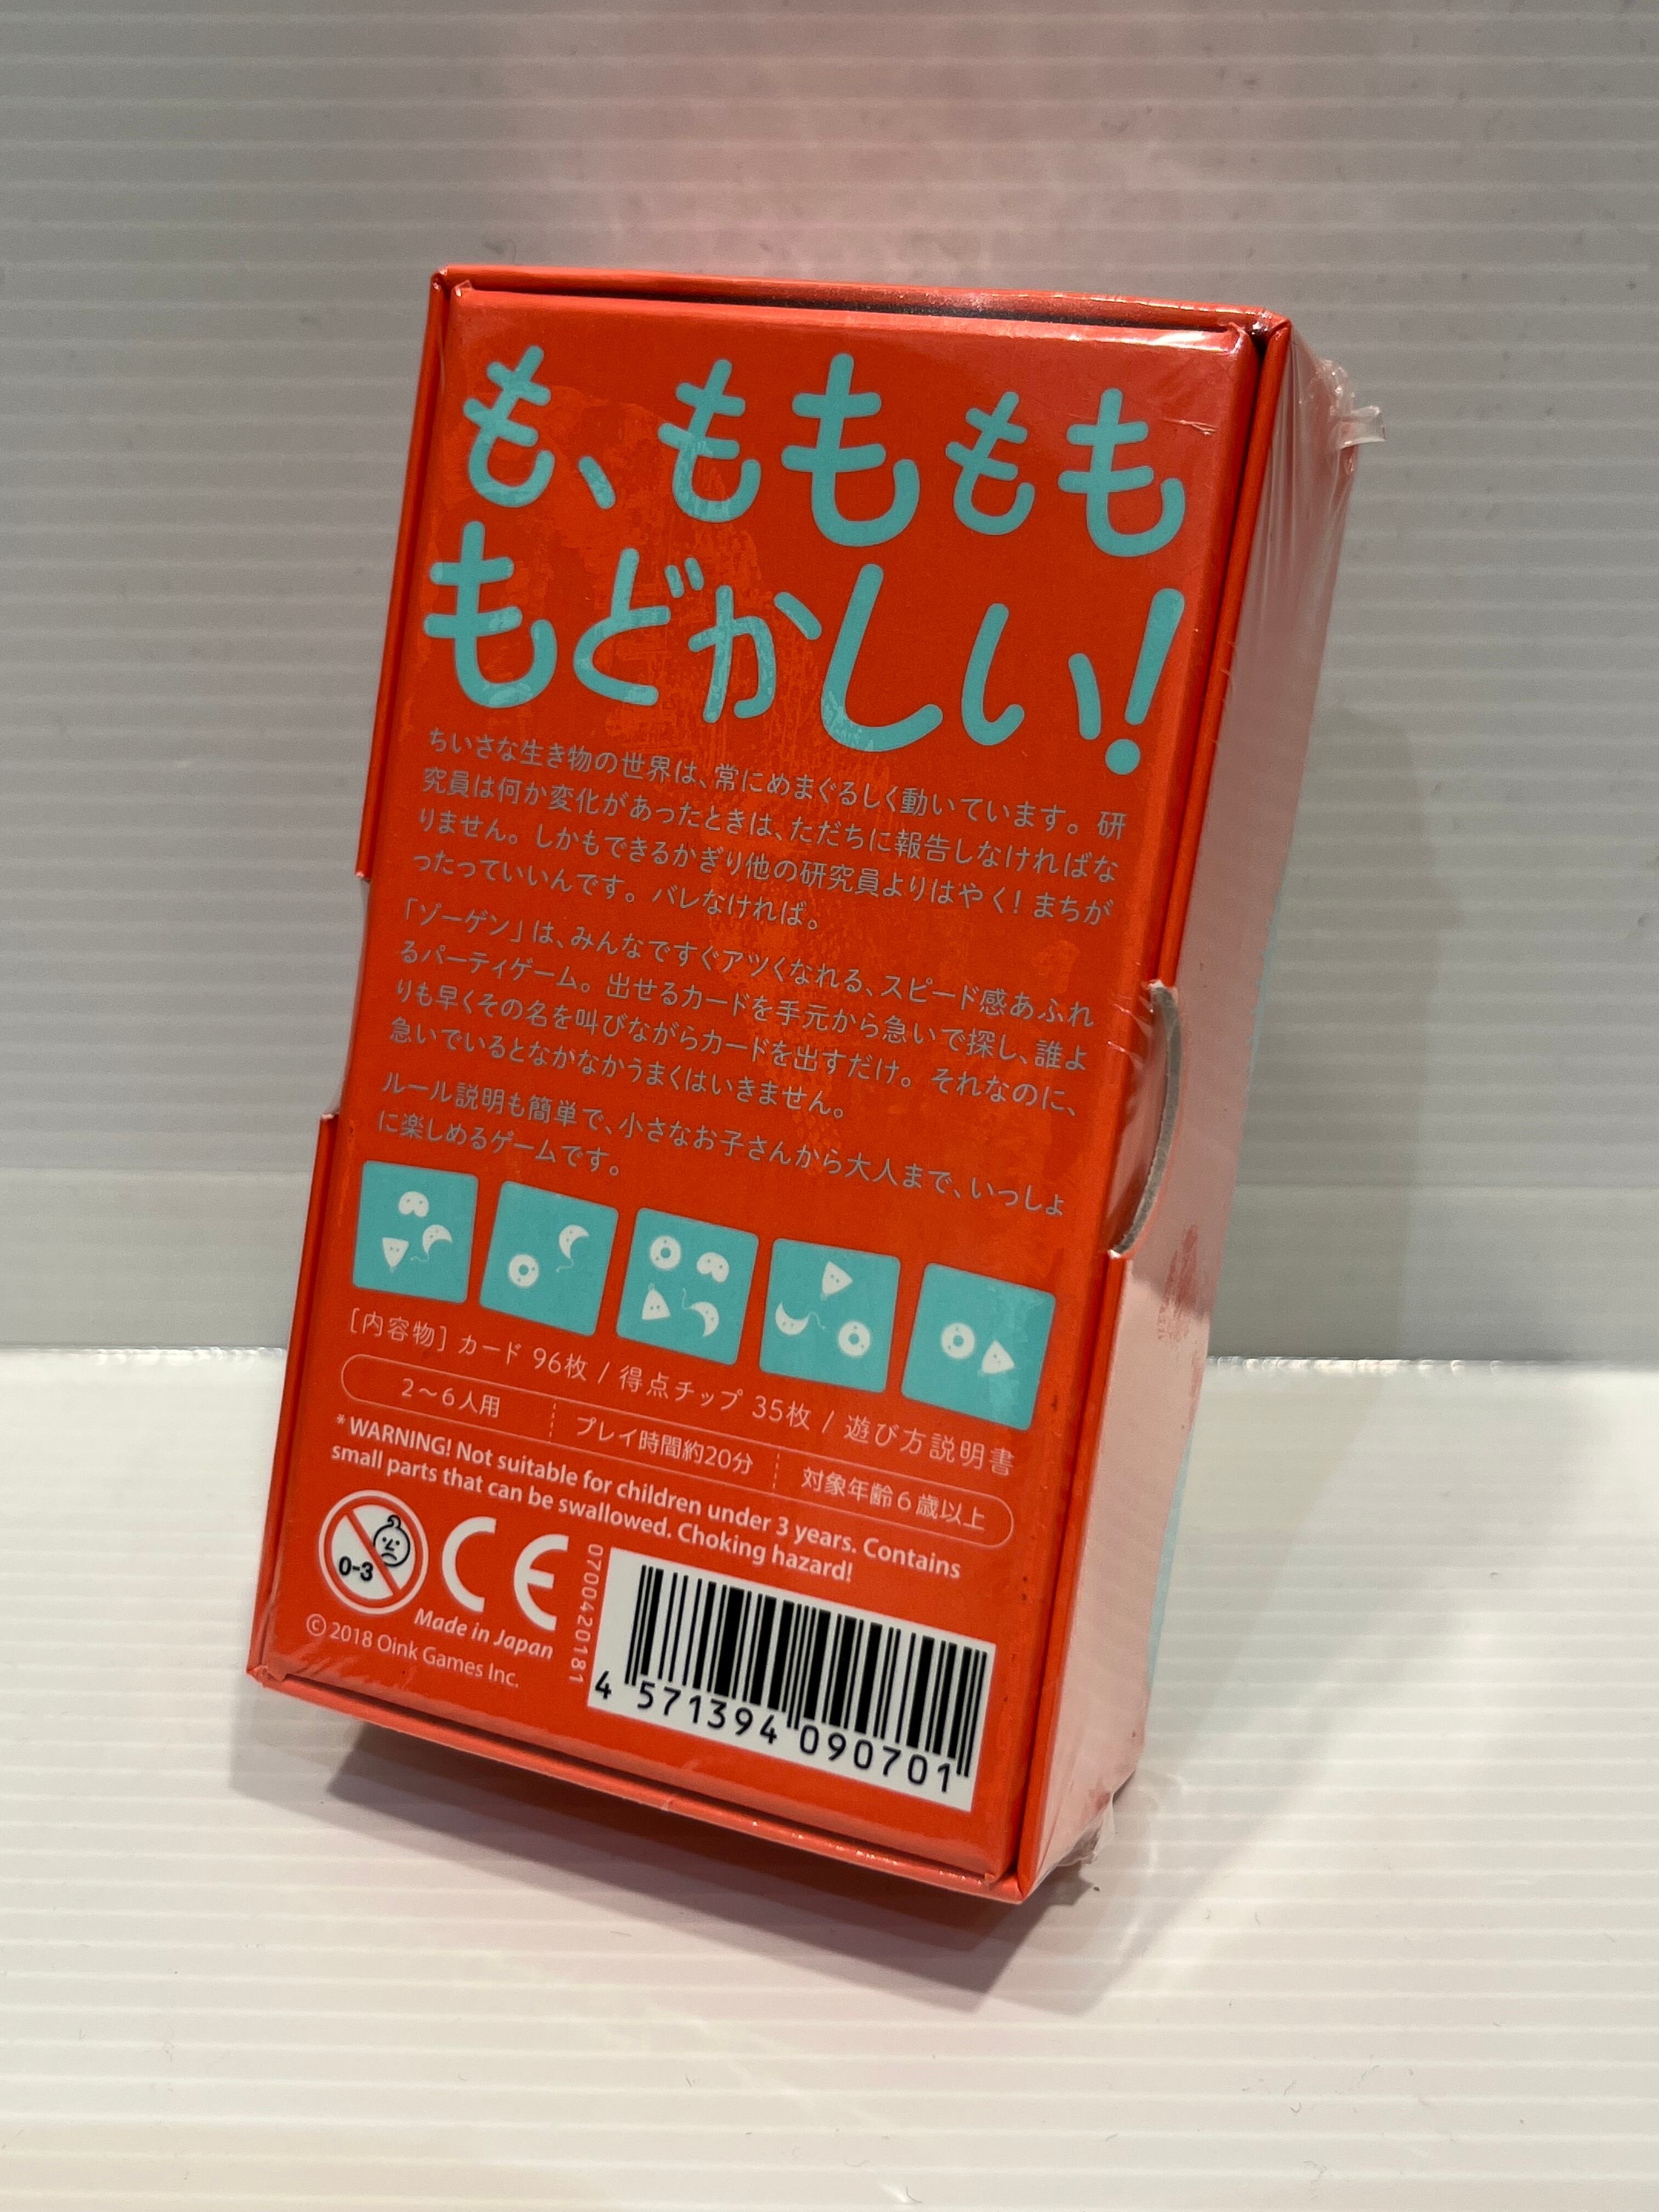 も、もももも
もどかしい！
ちいさな生き物の世界は、常にめまぐるしく動いています。研
究員は何か変化があったときは、ただちに報告しなければな
りません。しかもできるかぎり他の研究員よりはやく！まちが
ったっていいんです。バレなければ。
「ゾーゲン」は、みんなですぐアツくなれる、スピード感あふれ
るパーティゲーム。出せるカードを手元から急いで探し、誰よ
りも早くその名を叫びながらカードを出すだけ。それなのに、
急いでいるとなかなかうまくはいきません。
ルール説明も簡単で、小さなお子さんから大人まで、いっしょ
に楽しめるゲームです。
［内容物］カード 96枚 / 得点チップ 35枚 / 遊び方説明書
2〜6人用 プレイ時間約20分 対象年齢6歳以上
*WARNING! Not suitable for children under 3 years. Contains
small parts that can be swallowed. Choking hazard!
0-3
CE
Made in Japan
© 2018 Oink Games Inc.
0700420181
4 571394 090701